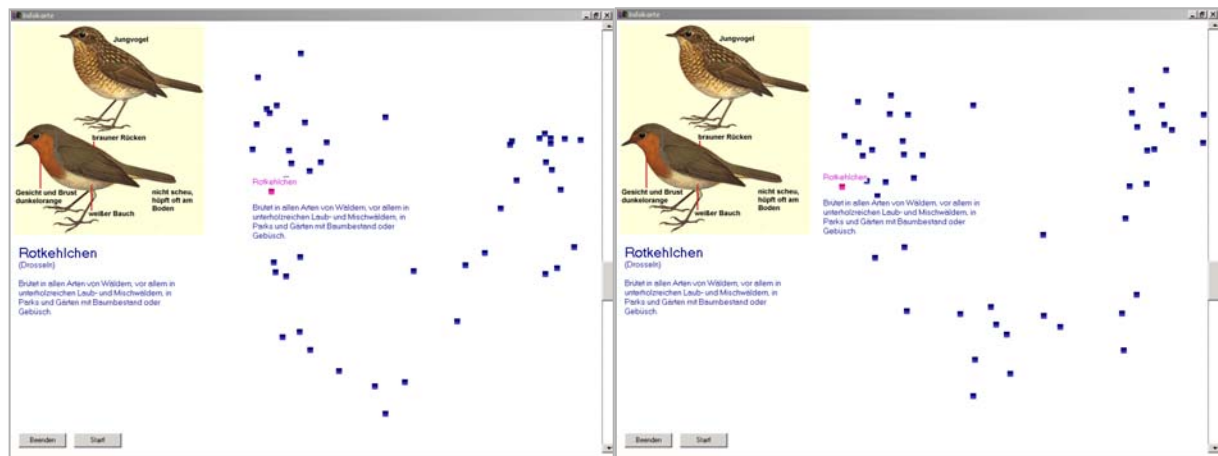 Infokarte
Jungvogel
brauner Rücken
Gesicht und Brust
dunkelorange
nicht scheu,
hüpft oft am
Boden
weißer Bauch
Rotkehlchen
(Drosseln)
Brütet in allen Arten von Wäldern, vor allem in
unterholzreichen Laub- und Mischwäldern, in
Parks und Gärten mit Baumbestand oder
Gebüsch.
Rotkehlchen
Brütet in allen Arten von Wäldern, vor allem in
unterholzreichen Laub- und Mischwäldern, in
Parks und Gärten mit Baumbestand oder
Gebüsch.
Beenden
Start
Infokarte
Jungvogel
brauner Rücken
Gesicht und Brust
dunkelorange
nicht scheu,
hüpft oft am
Boden
weißer Bauch
Rotkehlchen
(Drosseln)
Brütet in allen Arten von Wäldern, vor allem in
unterholzreichen Laub- und Mischwäldern, in
Parks und Gärten mit Baumbestand oder
Gebüsch.
Rotkehlchen
Brütet in allen Arten von Wäldern, vor allem in
unterholzreichen Laub- und Mischwäldern, in
Parks und Gärten mit Baumbestand oder
Gebüsch.
Beenden
Start